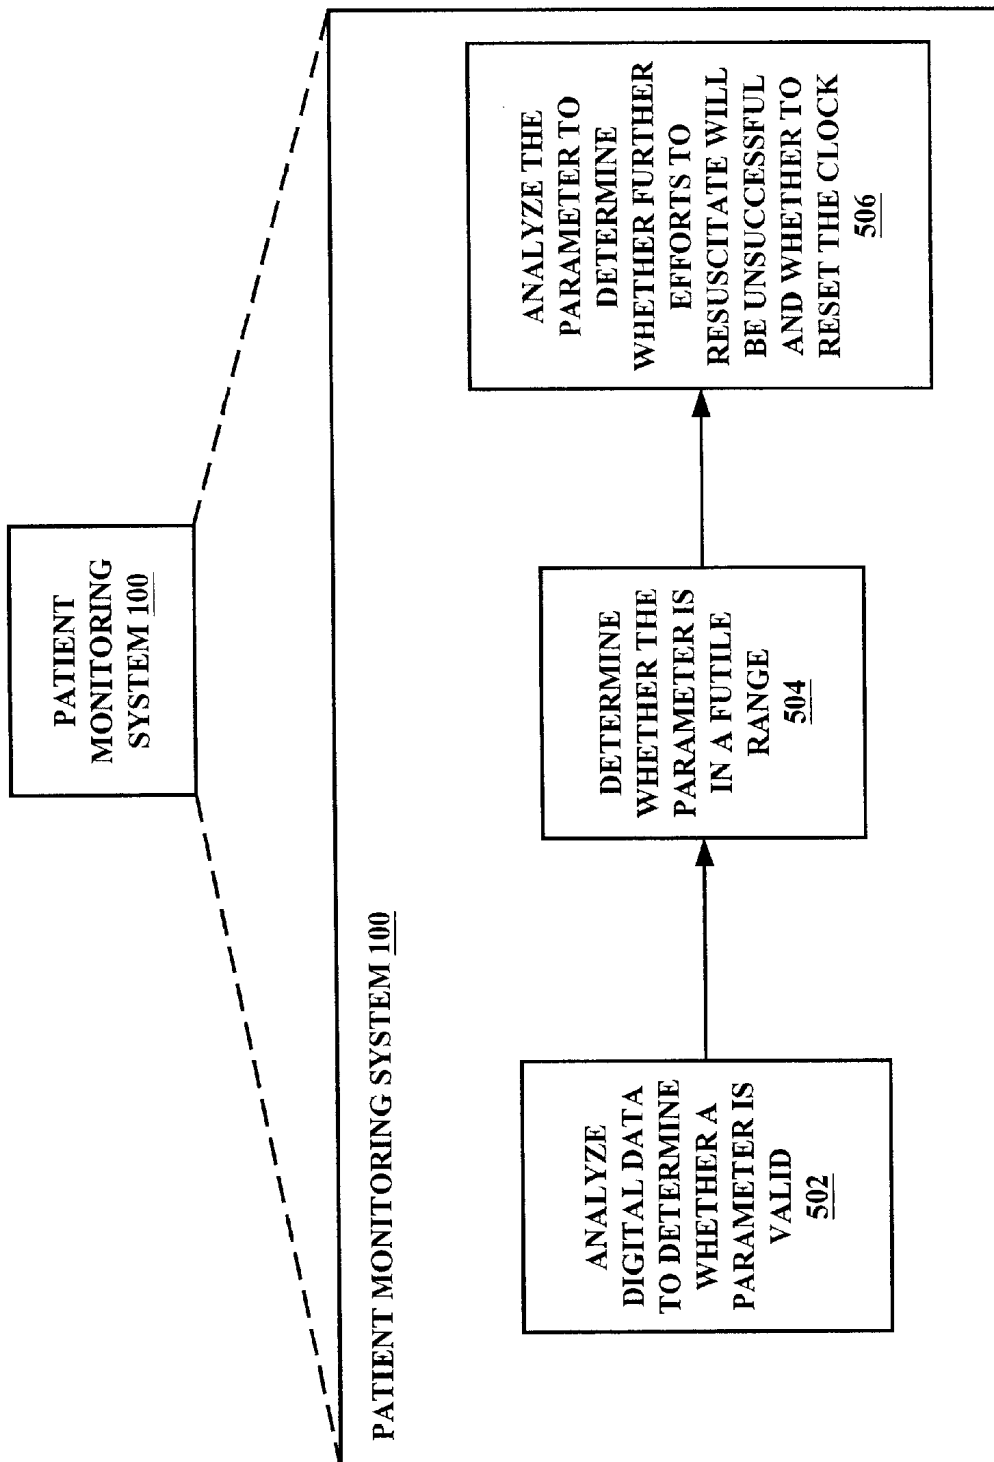 PATIENT
MONITORING
SYSTEM 100
PATIENT MONITORING SYSTEM 100
ANALYZE
DIGITAL DATA
TO DETERMINE
WHETHER A
PARAMETER IS
VALID
502
DETERMINE
WHETHER THE
PARAMETER IS
IN A FUTILE
RANGE
504
ANALYZE THE
PARAMETER TO
DETERMINE
WHETHER FURTHER
EFFORTS TO
RESUSCITATE WILL
BE UNSUCCESSFUL
AND WHETHER TO
RESET THE CLOCK
506